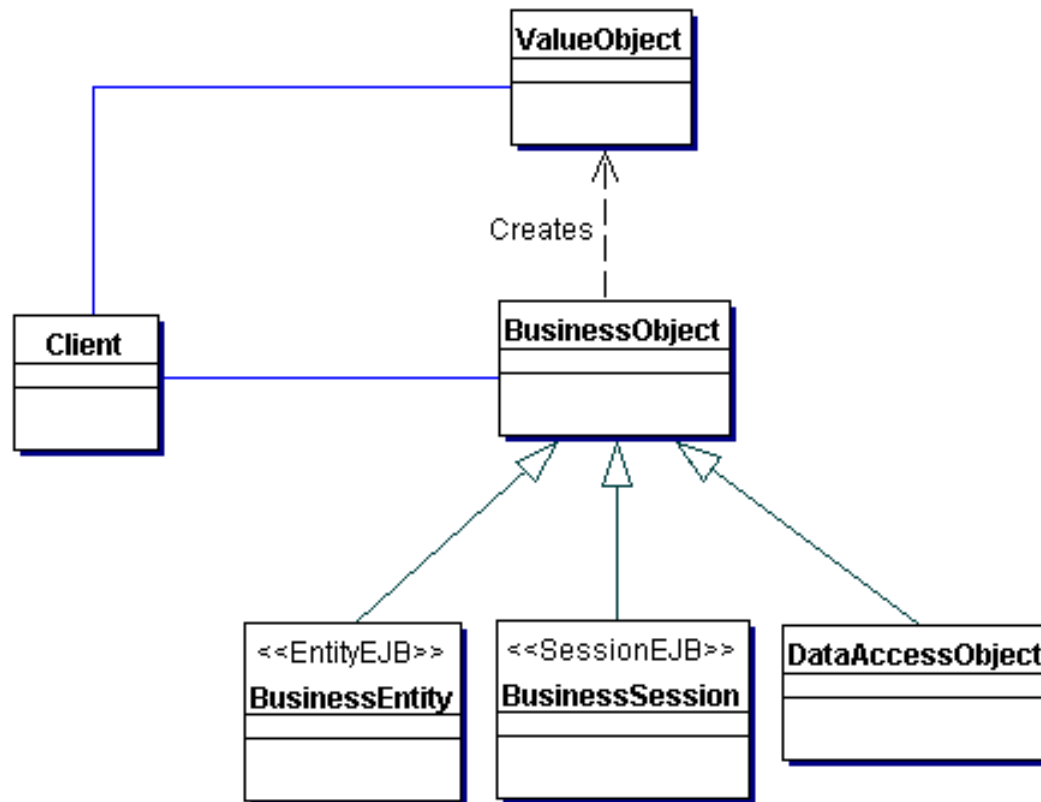 ValueObject
Creates
Client
BusinessObject
<<EntityEJB>>
BusinessEntity
<<SessionEJB>>
BusinessSession
DataAccessObject